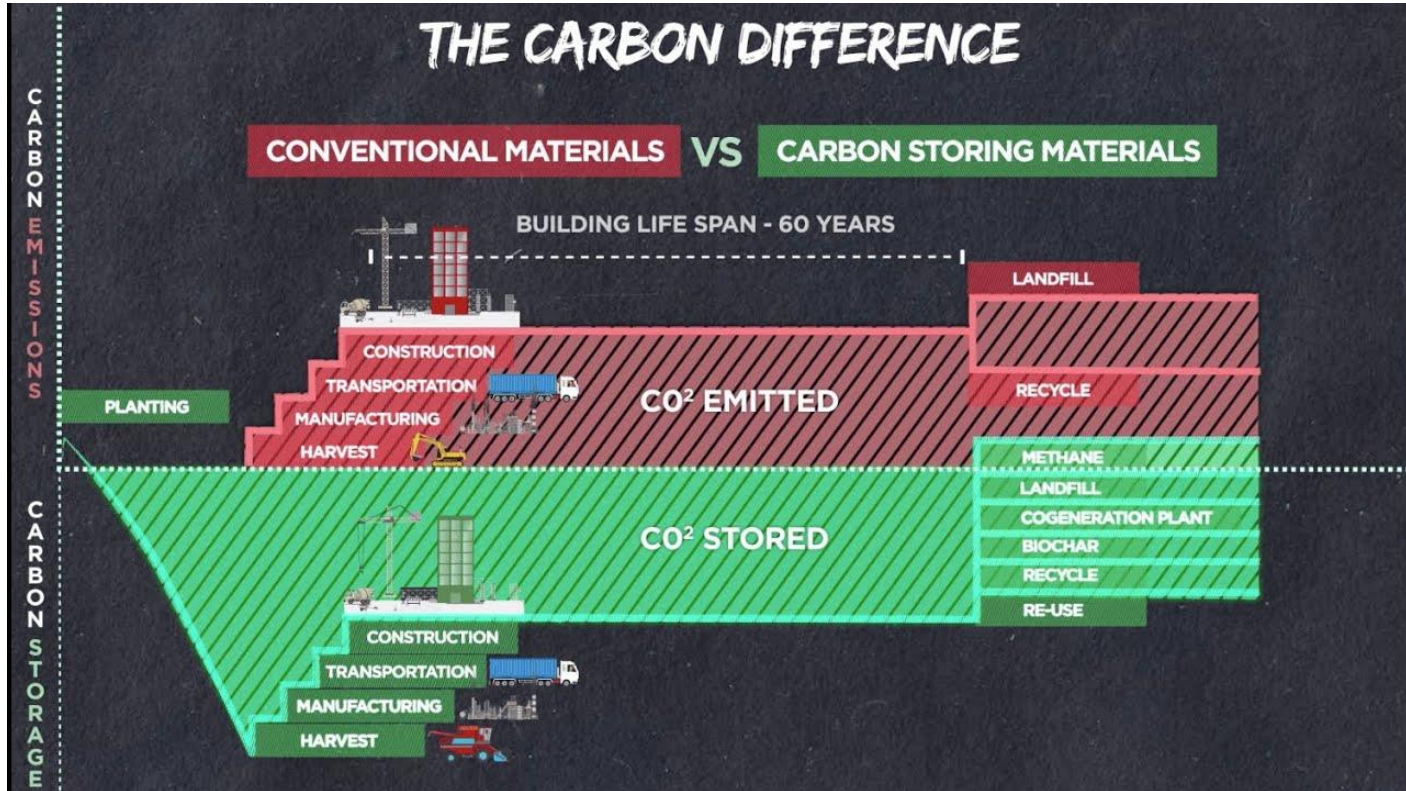 THE CARBON DIFFERENCE
CONVENTIONAL MATERIALS VS CARBON STORING MATERIALS
BUILDING LIFE SPAN - 60 YEARS
CARBON EMISSIONS
LANDFILL
CONSTRUCTION
TRANSPORTATION
RECYCLE
PLANTING
C0² EMITTED
MANUFACTURING
HARVEST
METHANE
LANDFILL
CARBON STORAGE
COGENERATION PLANT
C0² STORED
BIOCHAR
RECYCLE
RE-USE
CONSTRUCTION
TRANSPORTATION
MANUFACTURING
HARVEST